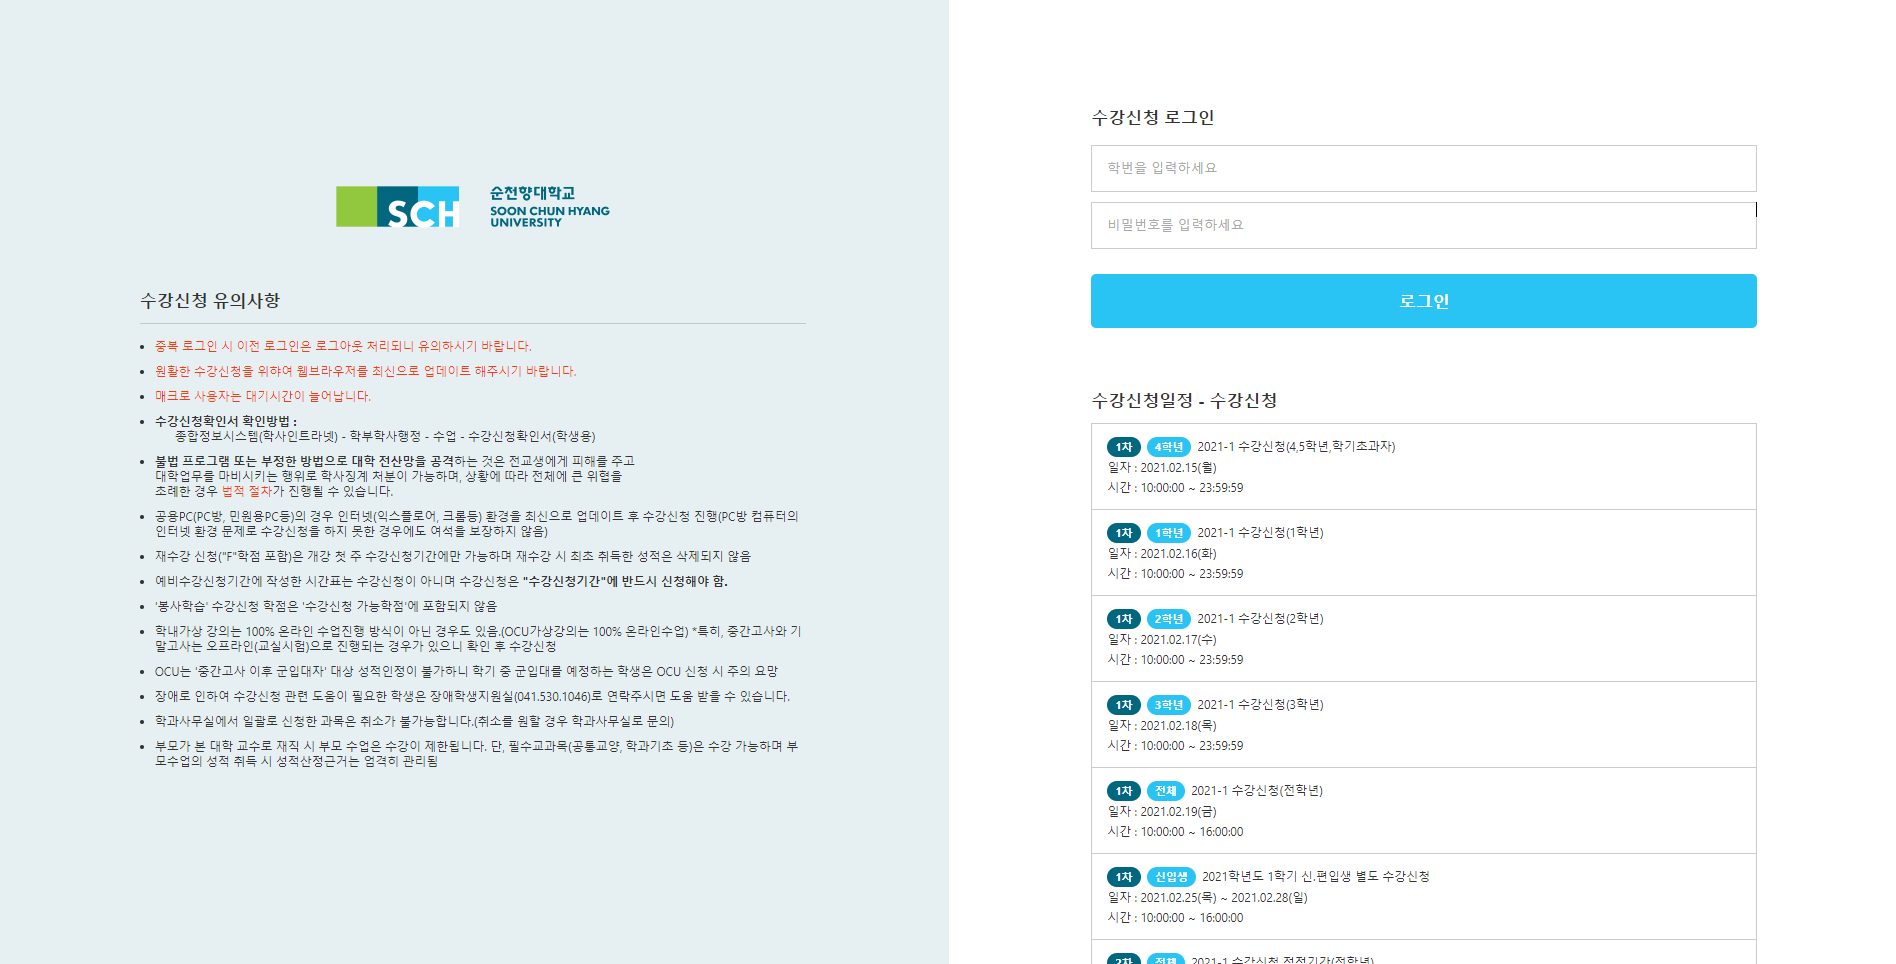 SCH
순천향대학교
SOON CHUN HYANG
UNIVERSITY
수강신청 유의사항
중복 로그인 시 이전 로그인은 로그아웃 처리되니 유의하시기 바랍니다.
원활한 수강신청을 위햐여 웹브라우저를 최신으로 업데이트 해주시기 바랍니다.
매크로 사용자는 대기시간이 늘어납니다.
수강신청확인서 확인방법 :
종합정보시스템(학사인트라넷) - 학부학사행정 - 수업 - 수강신청확인서(학생용)
불법 프로그램 또는 부정한 방법으로 대학 전산망을 공격하는 것은 전교생에게 피해를 주고
대학업무를 마비시키는 행위로 학사징계 처분이 가능하며, 상황에 따라 전체에 큰 위협을
초례한 경우 법적 절차가 진행될 수 있습니다.
공용PC(PC방, 민원용PC등)의 경우 인터넷(익스플로어, 크롬등) 환경을 최신으로 업데이트 후 수강신청 진행(PC방 컴퓨터의
인터넷 환경 문제로 수강신청을 하지 못한 경우에도 여석을 보장하지 않음)
재수강 신청("F"학점 포함)은 개강 첫 주 수강신청기간에만 가능하며 재수강 시 최초 취득한 성적은 삭제되지 않음
예비수강신청기간에 작성한 시간표는 수강신청이 아니며 수강신청은 "수강신청기간"에 반드시 신청해야 함.
'봉사학습' 수강신청 학점은 '수강신청 가능학점'에 포함되지 않음
학내가상 강의는 100% 온라인 수업진행 방식이 아닌 경우도 있음.(OCU가상강의는 100% 온라인수업) *특히, 중간고사와 기
말고사는 오프라인(교실시험)으로 진행되는 경우가 있으니 확인 후 수강신청
OCU는 '중간고사 이후 군입대자' 대상 성적인정이 불가하니 학기 중 군입대를 예정하는 학생은 OCU 신청 시 주의 요망
장애로 인하여 수강신청 관련 도움이 필요한 학생은 장애학생지원실(041.530.1046)로 연락주시면 도움 받을 수 있습니다.
학과사무실에서 일괄로 신청한 과목은 취소가 불가능합니다.(취소를 원할 경우 학과사무실로 문의)
부모가 본 대학 교수로 재직 시 부모 수업은 수강이 제한됩니다. 단, 필수교과목(공통교양, 학과기초 등)은 수강 가능하며 부
모수업의 성적 취득 시 성적산정근거는 엄격히 관리됨
수강신청 로그인
학번을 입력하세요
비밀번호를 입력하세요
로그인
수강신청일정 - 수강신청
1차 4학년 2021-1 수강신청(4,5학년,학기초과자)
일자 : 2021.02.15(월)
시간 : 10:00:00 ~ 23:59:59
1차 1학년 2021-1 수강신청(1학년)
일자 : 2021.02.16(화)
시간 : 10:00:00 ~ 23:59:59
1차 2학년 2021-1 수강신청(2학년)
일자 : 2021.02.17(수)
시간 : 10:00:00 ~ 23:59:59
1차 3학년 2021-1 수강신청(3학년)
일자 : 2021.02.18(목)
시간 : 10:00:00 ~ 23:59:59
1차 전체 2021-1 수강신청(전학년)
일자 : 2021.02.19(금)
시간 : 10:00:00 ~ 16:00:00
1차 신입생 2021학년도 1학기 신.편입생 별도 수강신청
일자 : 2021.02.25(목) ~ 2021.02.28(일)
시간 : 10:00:00 ~ 16:00:00
2차 전체 2021-1 수강신청 정정기간(전학년)